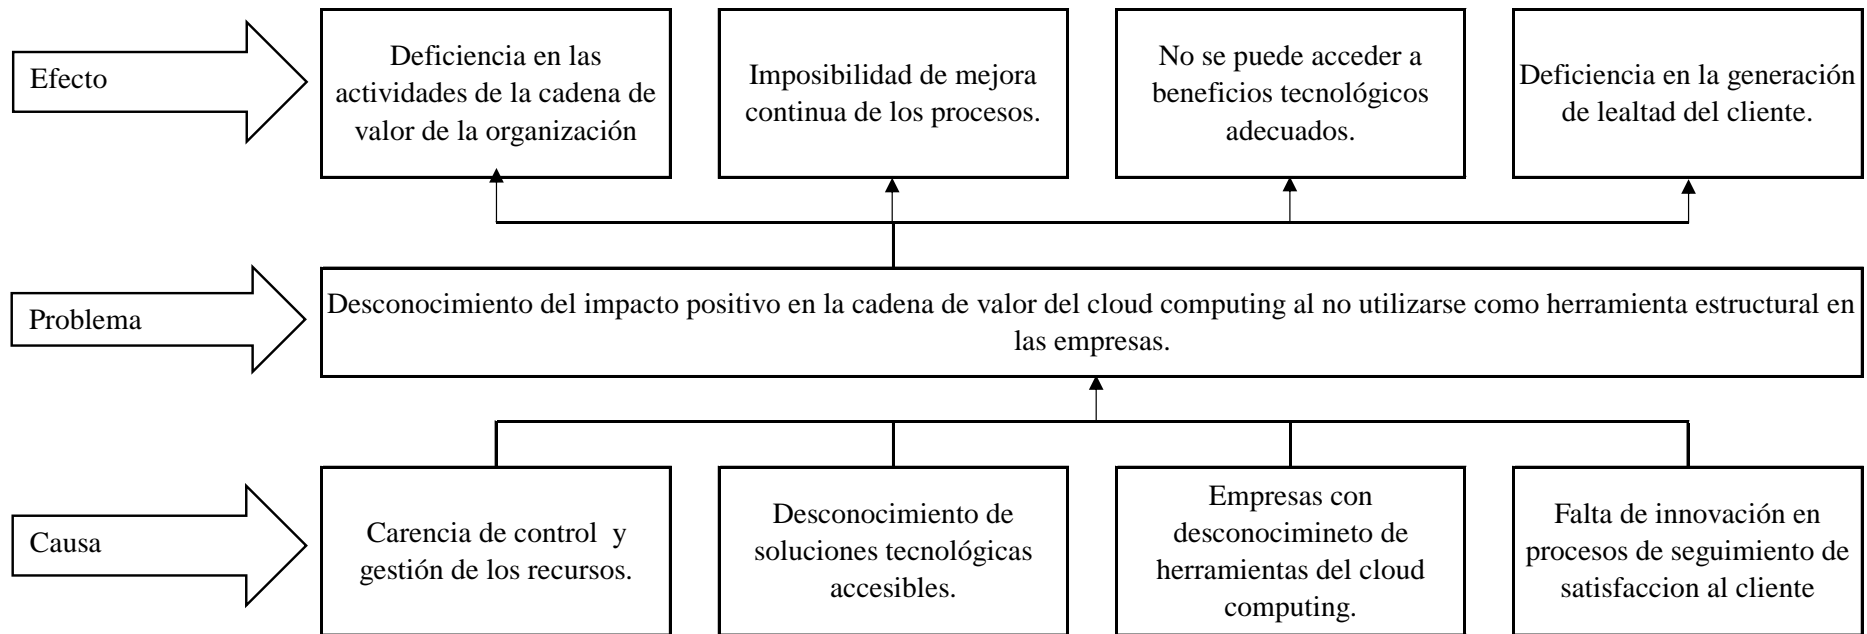 Efecto
Deficiencia en las
actividades de la cadena de
valor de la organización
Imposibilidad de mejora
continua de los procesos.
No se puede acceder a
beneficios tecnológicos
adecuados.
Deficiencia en la generación
de lealtad del cliente.
Problema
Desconocimiento del impacto positivo en la cadena de valor del cloud computing al no utilizarse como herramienta estructural en
las empresas.
Causa
Carencia de control  y
gestión de los recursos.
Desconocimiento de
soluciones tecnológicas
accesibles.
Empresas con
desconocimineto de
herramientas del cloud
computing.
Falta de innovación en
procesos de seguimiento de
satisfaccion al cliente